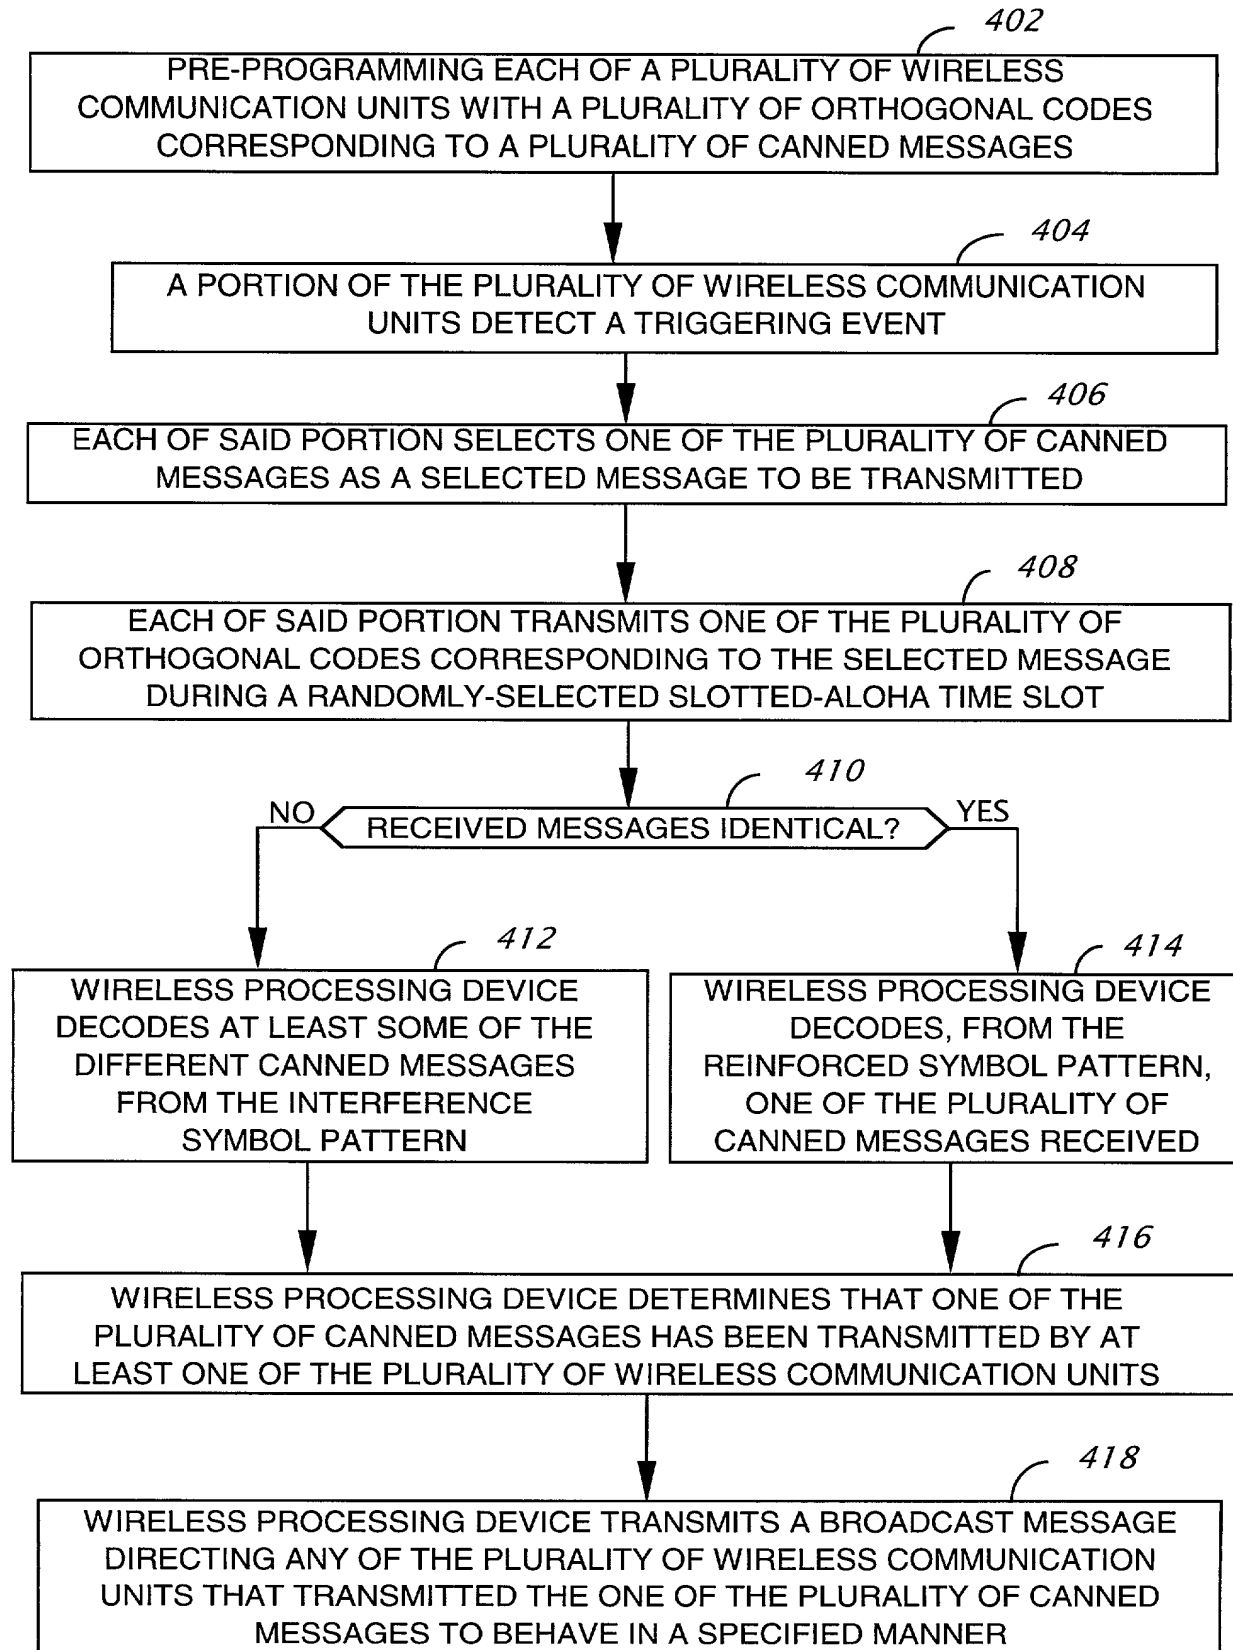 402
PRE-PROGRAMMING EACH OF A PLURALITY OF WIRELESS
COMMUNICATION UNITS WITH A PLURALITY OF ORTHOGONAL CODES
CORRESPONDING TO A PLURALITY OF CANNED MESSAGES
404
A PORTION OF THE PLURALITY OF WIRELESS COMMUNICATION
UNITS DETECT A TRIGGERING EVENT
406
EACH OF SAID PORTION SELECTS ONE OF THE PLURALITY OF CANNED
MESSAGES AS A SELECTED MESSAGE TO BE TRANSMITTED
408
EACH OF SAID PORTION TRANSMITS ONE OF THE PLURALITY OF
ORTHOGONAL CODES CORRESPONDING TO THE SELECTED MESSAGE
DURING A RANDOMLY-SELECTED SLOTTED-ALOHA TIME SLOT
410
NO
RECEIVED MESSAGES IDENTICAL?
YES
412
WIRELESS PROCESSING DEVICE
DECODES AT LEAST SOME OF THE
DIFFERENT CANNED MESSAGES
FROM THE INTERFERENCE
SYMBOL PATTERN
414
WIRELESS PROCESSING DEVICE
DECODES, FROM THE
REINFORCED SYMBOL PATTERN,
ONE OF THE PLURALITY OF
CANNED MESSAGES RECEIVED
416
WIRELESS PROCESSING DEVICE DETERMINES THAT ONE OF THE
PLURALITY OF CANNED MESSAGES HAS BEEN TRANSMITTED BY AT
LEAST ONE OF THE PLURALITY OF WIRELESS COMMUNICATION UNITS
418
WIRELESS PROCESSING DEVICE TRANSMITS A BROADCAST MESSAGE
DIRECTING ANY OF THE PLURALITY OF WIRELESS COMMUNICATION
UNITS THAT TRANSMITTED THE ONE OF THE PLURALITY OF CANNED
MESSAGES TO BEHAVE IN A SPECIFIED MANNER